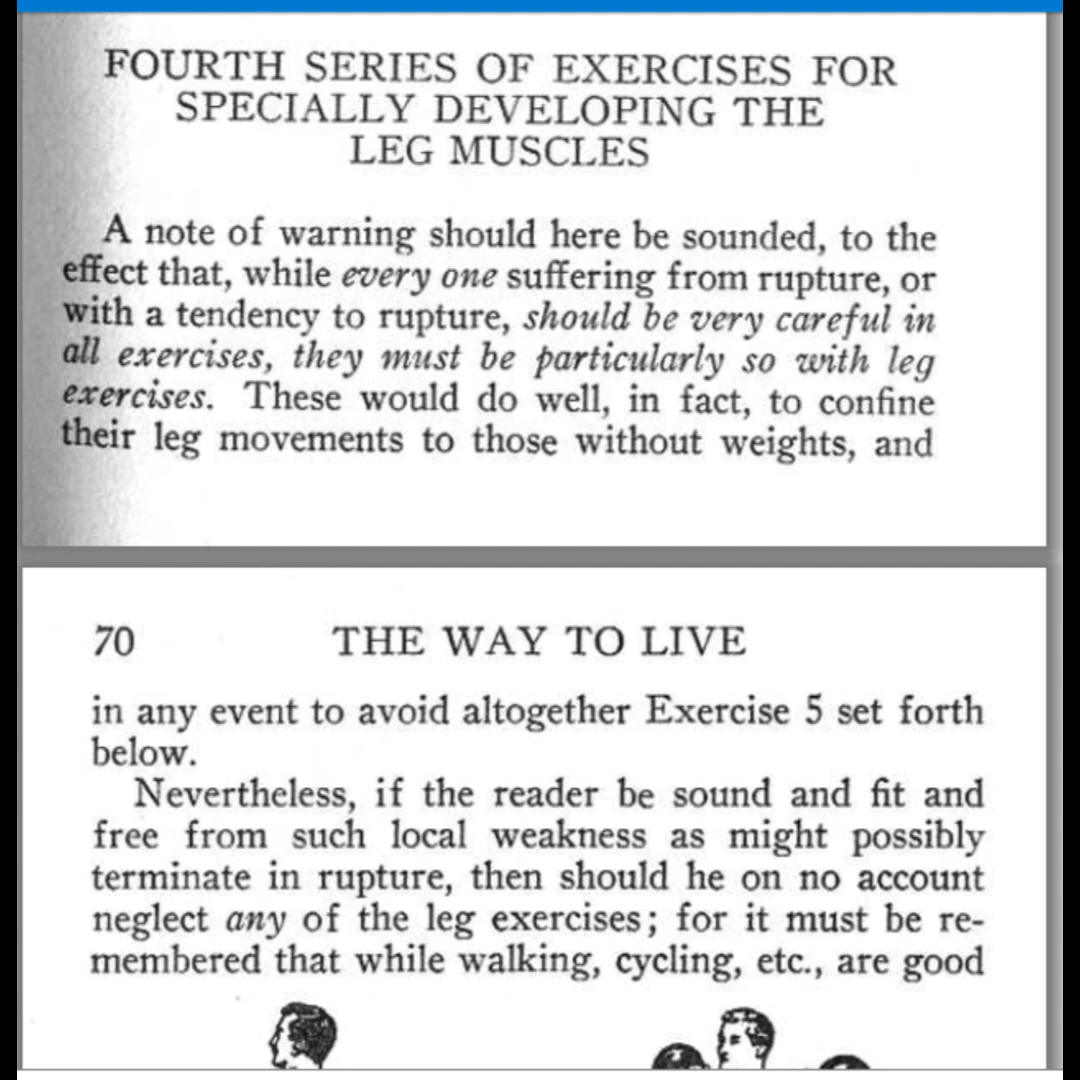 FOURTH SERIES OF EXERCISES FOR
SPECIALLY DEVELOPING THE
LEG MUSCLES
A note of warning should here be sounded, to the
effect that, while every one suffering from rupture, or
with a tendency to rupture, should be very careful in
all exercises, they must be particularly so with leg
exercises. These would do well, in fact, to confine
their leg movements to those without weights, and
70 THE WAY TO LIVE
in any event to avoid altogether Exercise 5 set forth
below.
Nevertheless, if the reader be sound and fit and
free from such local weakness as might possibly
terminate in rupture, then should he on no account
neglect any of the leg exercises; for it must be re-
membered that while walking, cycling, etc., are good